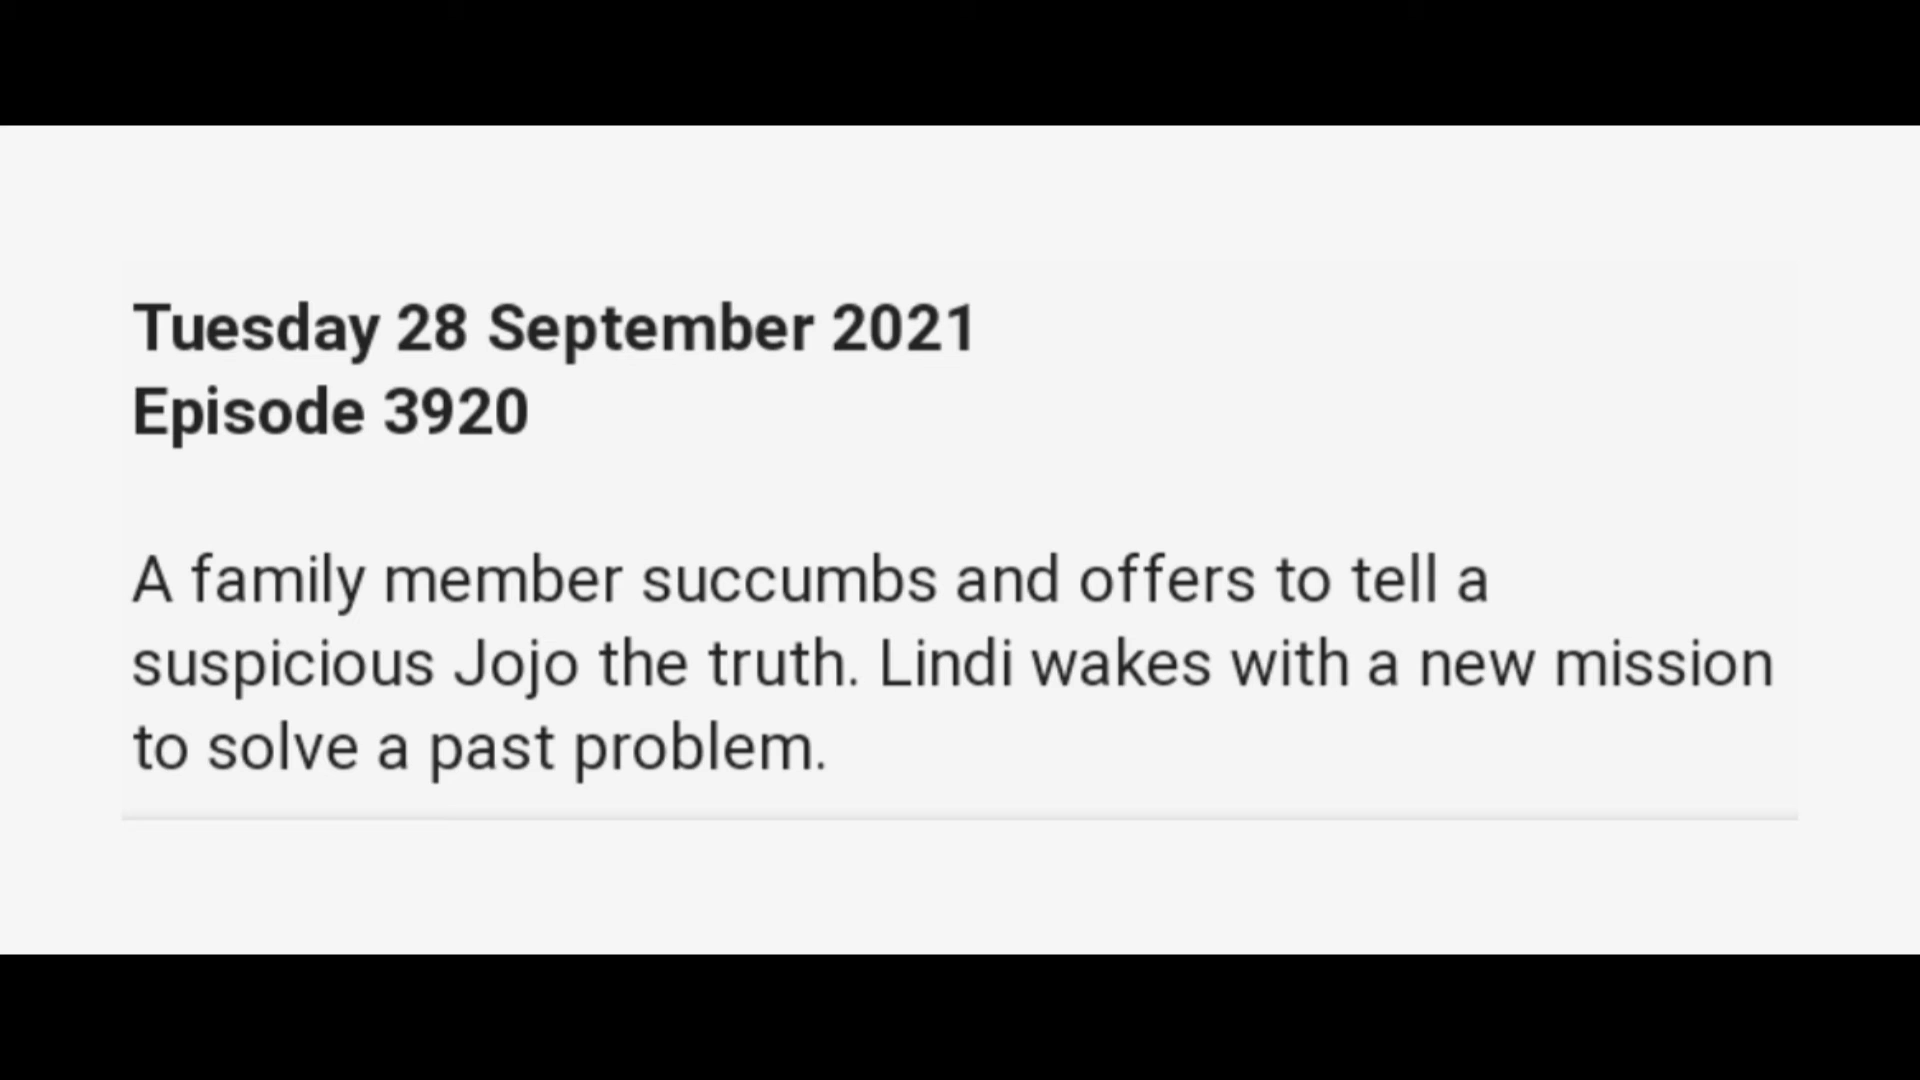 Tuesday 28 September 2021
Episode 3920
A family member succumbs and offers to tell a
suspicious Jojo the truth. Lindi wakes with a new mission
to solve a past problem.